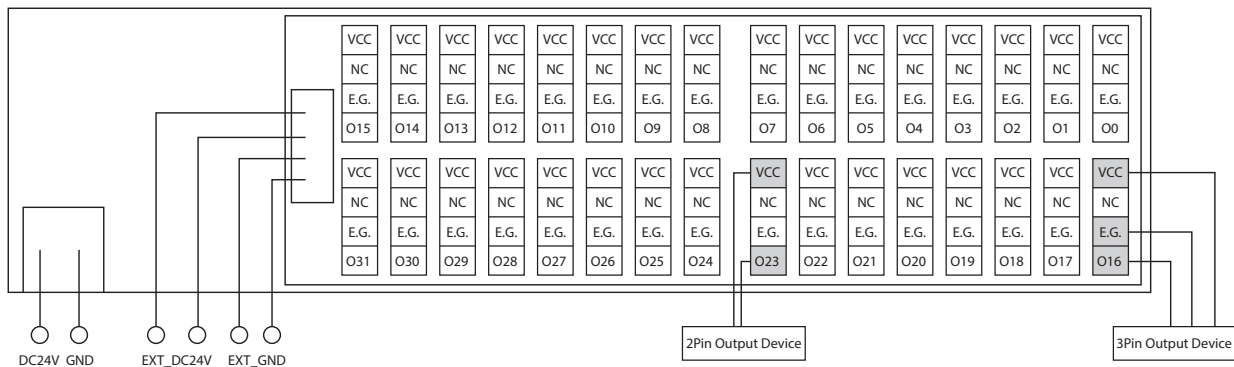 VCC VCC VCC VCC VCC VCC VCC VCC VCC VCC VCC VCC VCC VCC VCC VCC
NC NC NC NC NC NC NC NC NC NC NC NC NC NC NC NC
E.G. E.G. E.G. E.G. E.G. E.G. E.G. E.G. E.G. E.G. E.G. E.G. E.G. E.G. E.G. E.G.
O15 O14 O13 O12 O11 O10 O9 O8 O7 O6 O5 O4 O3 O2 O1 O0
VCC VCC VCC VCC VCC VCC VCC VCC VCC VCC VCC VCC VCC VCC VCC VCC
NC NC NC NC NC NC NC NC NC NC NC NC NC NC NC NC
E.G. E.G. E.G. E.G. E.G. E.G. E.G. E.G. E.G. E.G. E.G. E.G. E.G. E.G. E.G. E.G.
O31 O30 O29 O28 O27 O26 O25 O24 O23 O22 O21 O20 O19 O18 O17 O16
2Pin Output Device 3Pin Output Device
DC24V GND EXT_DC24V EXT_GND